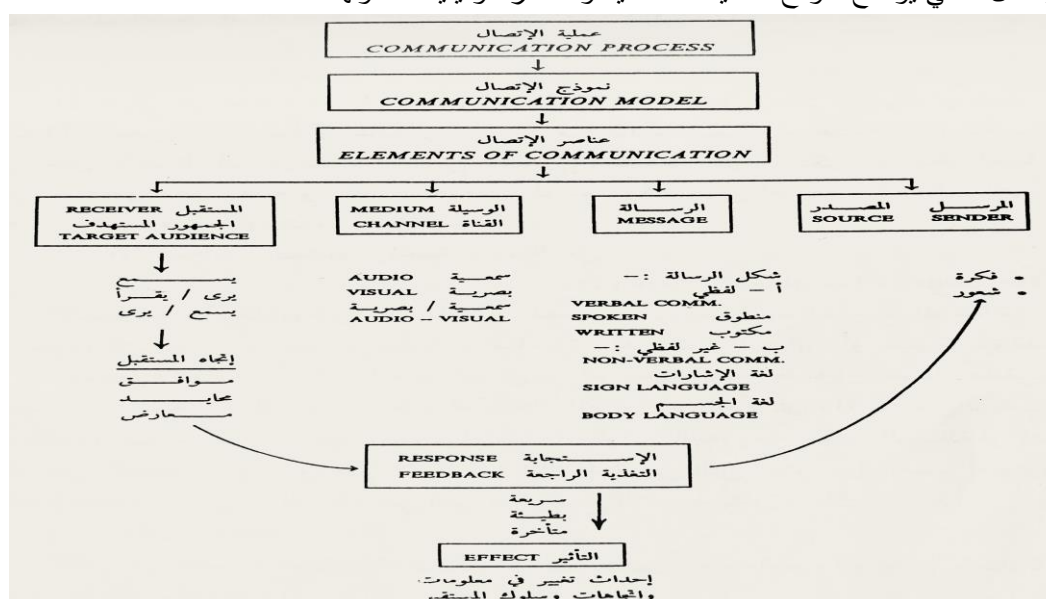 عملية الإتصال
COMMUNICATION PROCESS
نموذج الإتصال
COMMUNICATION MODEL
عناصر الإتصال
ELEMENTS OF COMMUNICATION
المرسل المصدر
SOURCE SENDER
الرسالة
MESSAGE
الوسيلة MEDIUM
القناة CHANNEL
المستقبل RECEIVER
الجمهور المستهدف
TARGET AUDIENCE
• فكرة
• شعور
شكل الرسالة :-
أ - لفظي
VERBAL COMM.
منطوق SPOKEN
مكتوب WRITTEN
ب - غير لفظي :-
NON-VERBAL COMM.
لغة الإشارات
SIGN LANGUAGE
لغة الجسم
BODY LANGUAGE
سمعية AUDIO
بصرية VISUAL
سمعية / بصرية
AUDIO - VISUAL
يسمع
يرى / يقرأ
يسمع / يرى
إتجاه المستقبل
موافق
محايد
معارض
الإستجابة RESPONSE
التغذية الراجعة FEEDBACK
سريعة
بطيئة
متأخرة
التأثير EFFECT
إحداث تغيير في معلومات
واتجاهات وسلوك المستقبل